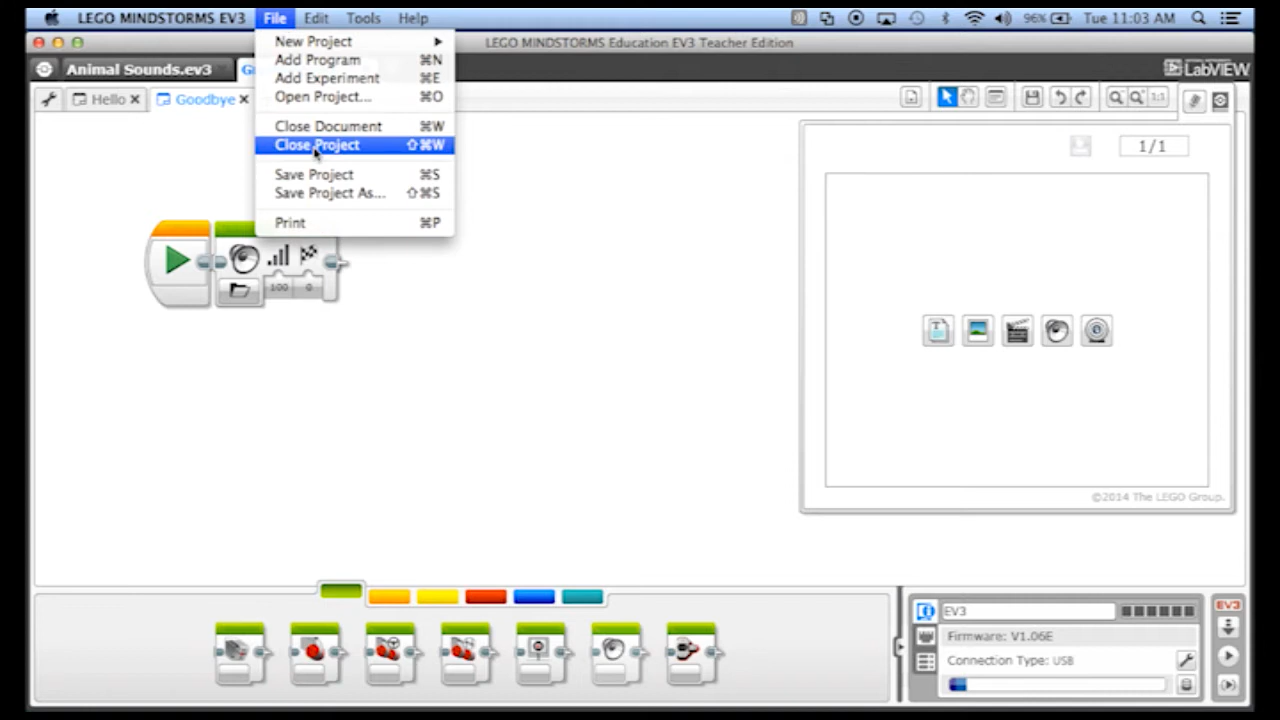 LEGO MINDSTORMS EV3 File Edit Tools Help 96% Tue 11:03 AM
LEGO MINDSTORMS Education EV3 Teacher Edition
Animal Sounds.ev3
LabVIEW
Hello
Goodbye
1:1
New Project
Add Program ⌘N
Add Experiment ⌘E
Open Project... ⌘O
Close Document ⌘W
Close Project ⇧⌘W
Save Project ⌘S
Save Project As... ⇧⌘S
Print ⌘P
1/1
100 0
©2014 The LEGO Group.
EV3
EV3
Firmware: V1.06E
Connection Type: USB